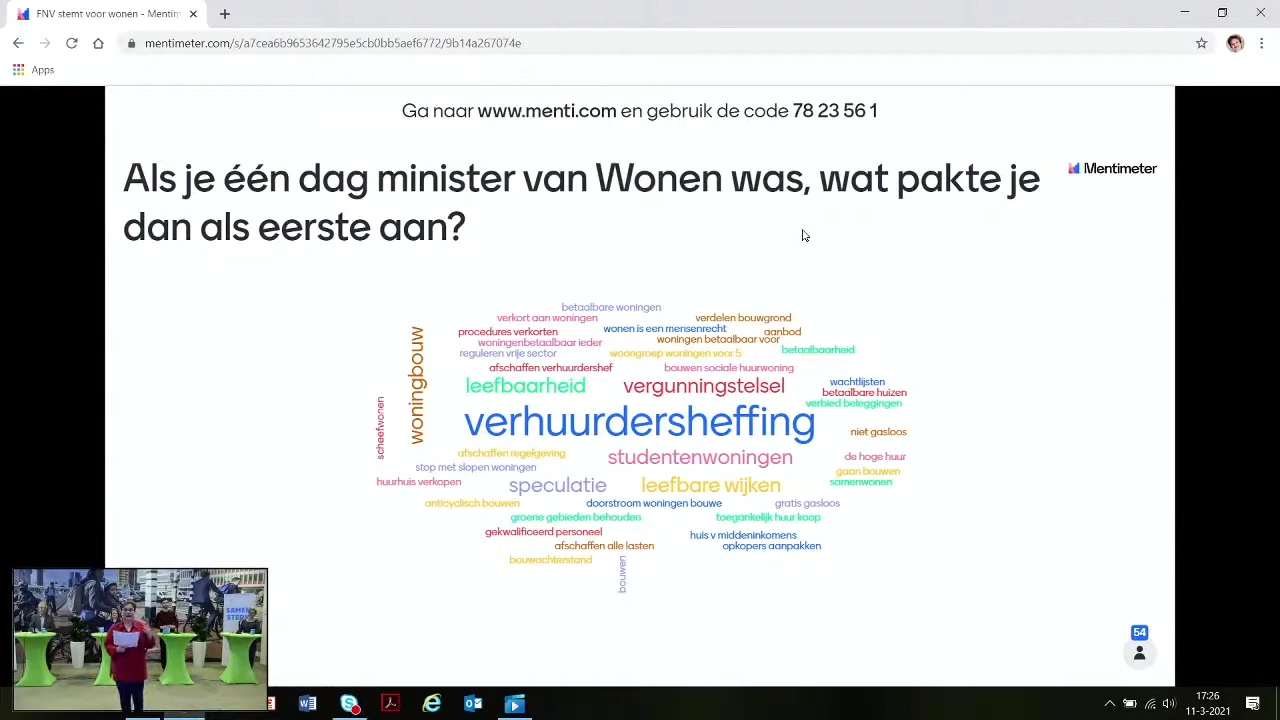 FNV stemt voor wonen - Mentim
mentimeter.com/s/a7cea6b9653642795e5cb0bb5aef6772/9b14a267074e
Apps
Ga naar www.menti.com en gebruik de code 78 23 56 1
Als je één dag minister van Wonen was, wat pakte je
dan als eerste aan?
Mentimeter
betaalbare woningen
verkort aan woningen
verdelen bouwgrond
procedures verkorten
wonen is een mensenrecht
aanbod
woningenbetaalbaar ieder
woningen betaalbaar voor
reguleren vrije sector
woongroep woningen voor 5
betaalbaarheid
afschaffen verhuurdershef
bouwen sociale huurwoning
woningbouw
leefbaarheid
vergunningstelsel
wachtlijsten
betaalbare huizen
verbied beleggingen
scheefwonen
verhuurdersheffing
niet gasloos
afschaffen regelgeving
studentenwoningen
de hoge huur
stop met slopen woningen
gaan bouwen
huurhuis verkopen
speculatie
leefbare wijken
samenwonen
anticyclisch bouwen
doorstroom woningen bouwe
gratis gasloos
groene gebieden behouden
toegankelijk huur koop
gekwalificeerd personeel
huis v middeninkomens
afschaffen alle lasten
opkopers aanpakken
bouwachterstand
bouwen
54
SAMEN
STERK
17:26
11-3-2021